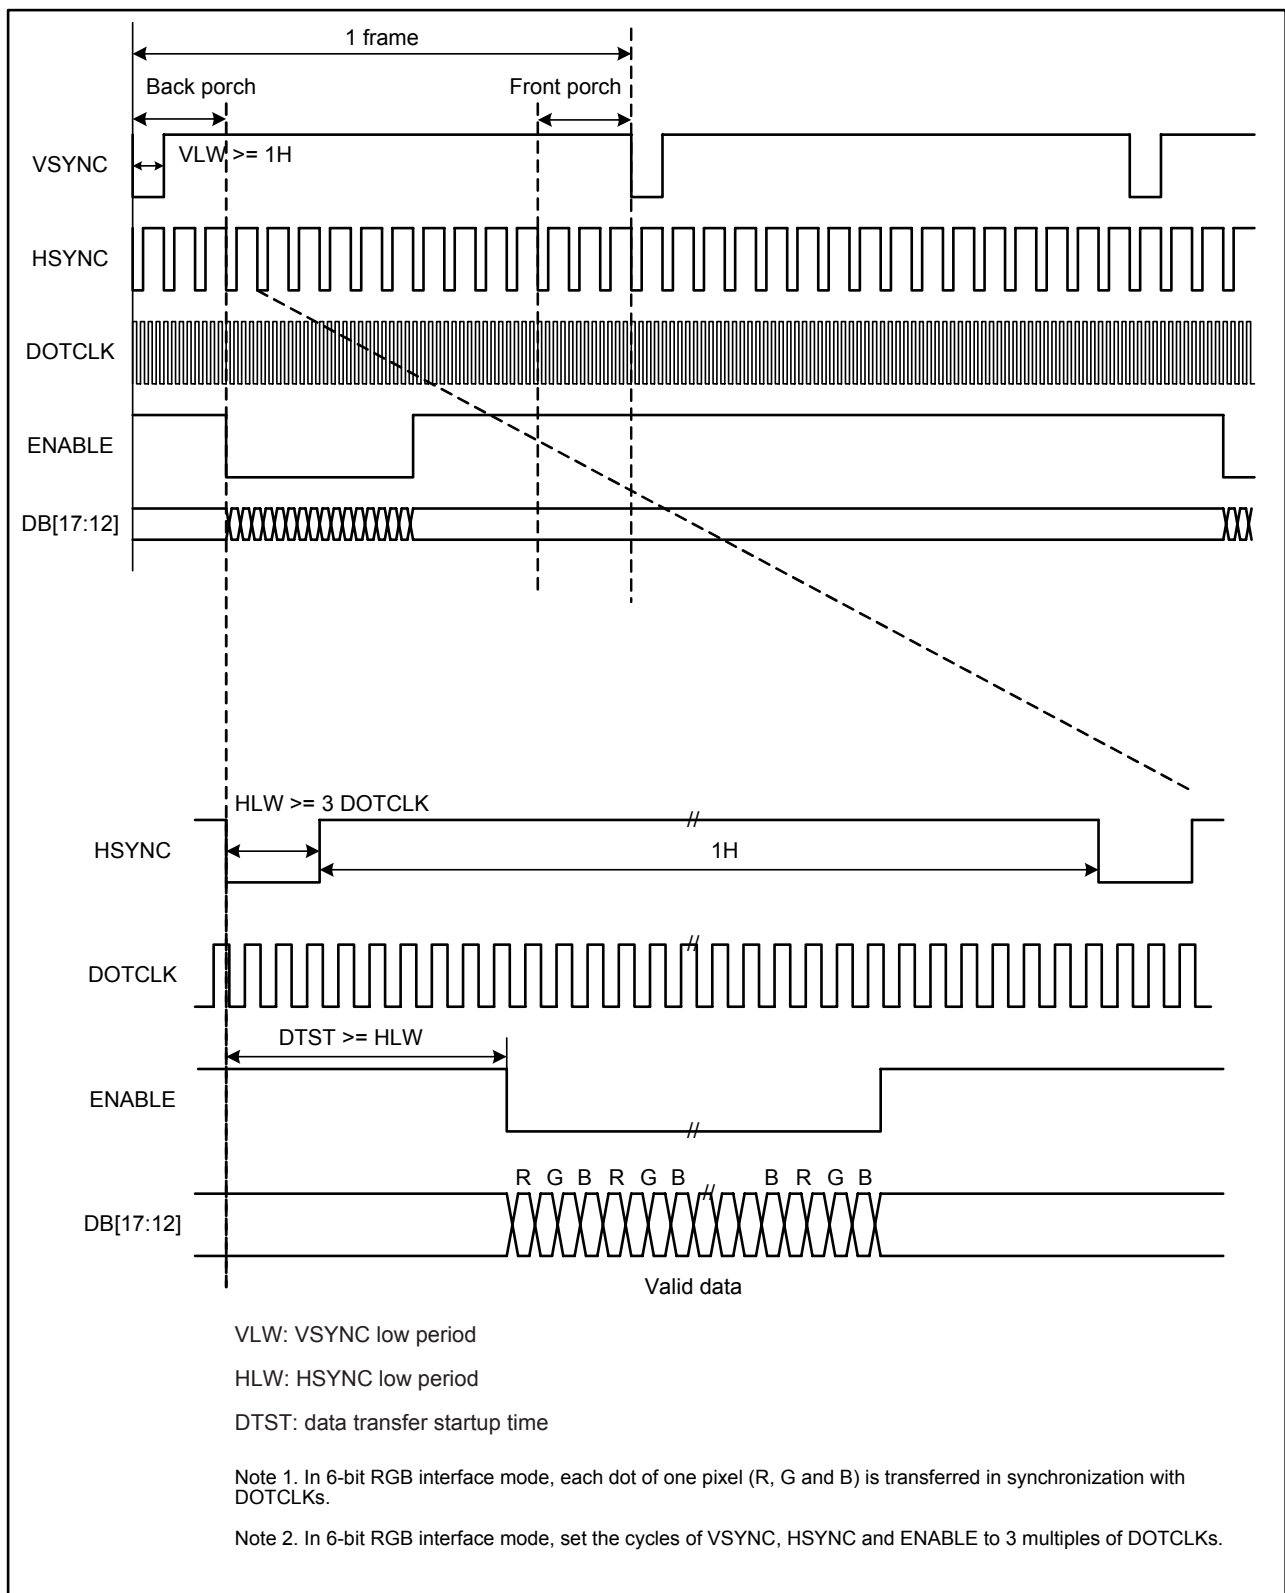 1 frame
Back porch
Front porch
VLW >= 1H
VSYNC
HSYNC
DOTCLK
ENABLE
DB[17:12]
HLW >= 3 DOTCLK
//
HSYNC
1H
//
DOTCLK
DTST >= HLW
ENABLE
//
R G B R G B // B R G B
DB[17:12]
Valid data
VLW: VSYNC low period
HLW: HSYNC low period
DTST: data transfer startup time
Note 1. In 6-bit RGB interface mode, each dot of one pixel (R, G and B) is transferred in synchronization with
DOTCLKs.
Note 2. In 6-bit RGB interface mode, set the cycles of VSYNC, HSYNC and ENABLE to 3 multiples of DOTCLKs.